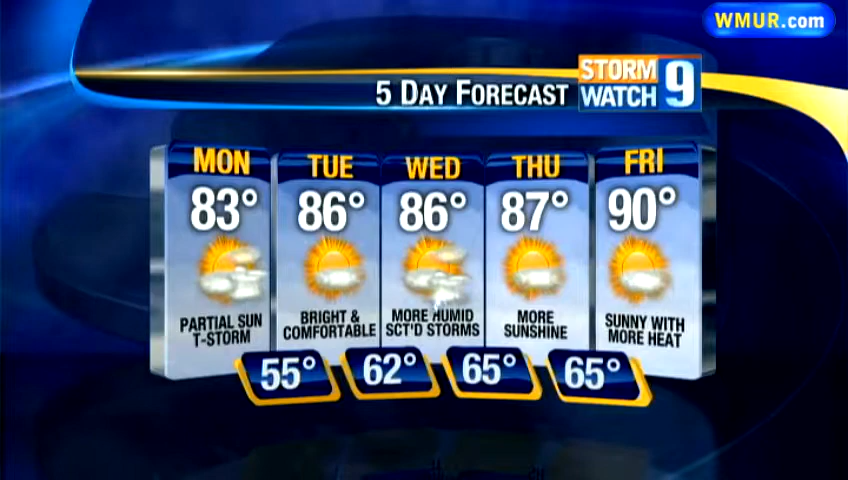 WMUR.com
5 DAY FORECAST
STORM
WATCH 9
MON TUE WED THU FRI
83° 86° 86° 87° 90°
PARTIAL SUN
T-STORM
BRIGHT &
COMFORTABLE
MORE HUMID
SCT'D STORMS
MORE
SUNSHINE
SUNNY WITH
MORE HEAT
55° 62° 65° 65°